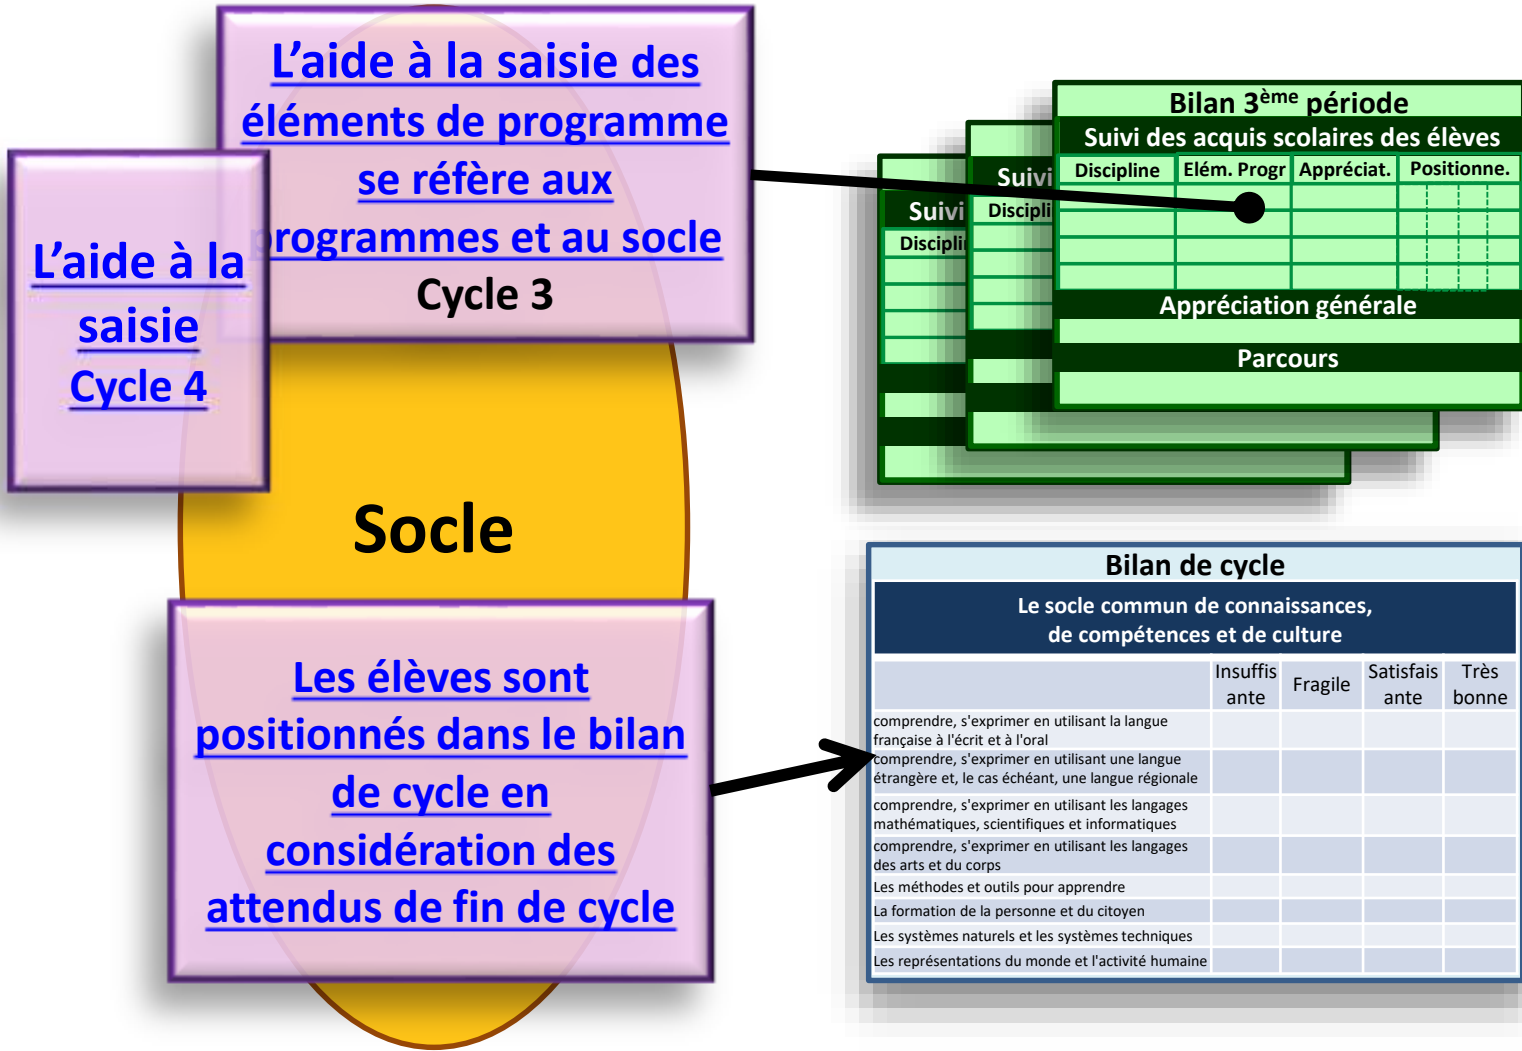 L'aide à la saisie des
éléments de programme
se réfère aux
programmes et au socle
Cycle 3
L'aide à la
saisie
Cycle 4
Socle
Les élèves sont
positionnés dans le bilan
de cycle en
considération des
attendus de fin de cycle
Suivi
Suivi
Bilan 3ème période
Suivi des acquis scolaires des élèves
Discipline Elém. Progr Appréciat. Positionne.
Appréciation générale
Parcours
Bilan de cycle
Le socle commun de connaissances,
de compétences et de culture
Insuffis
ante
Fragile
Satisfais
ante
Très
bonne
comprendre, s'exprimer en utilisant la langue
française à l'écrit et à l'oral
comprendre, s'exprimer en utilisant une langue
étrangère et, le cas échéant, une langue régionale
comprendre, s'exprimer en utilisant les langages
mathématiques, scientifiques et informatiques
comprendre, s'exprimer en utilisant les langages
des arts et du corps
Les méthodes et outils pour apprendre
La formation de la personne et du citoyen
Les systèmes naturels et les systèmes techniques
Les représentations du monde et l'activité humaine